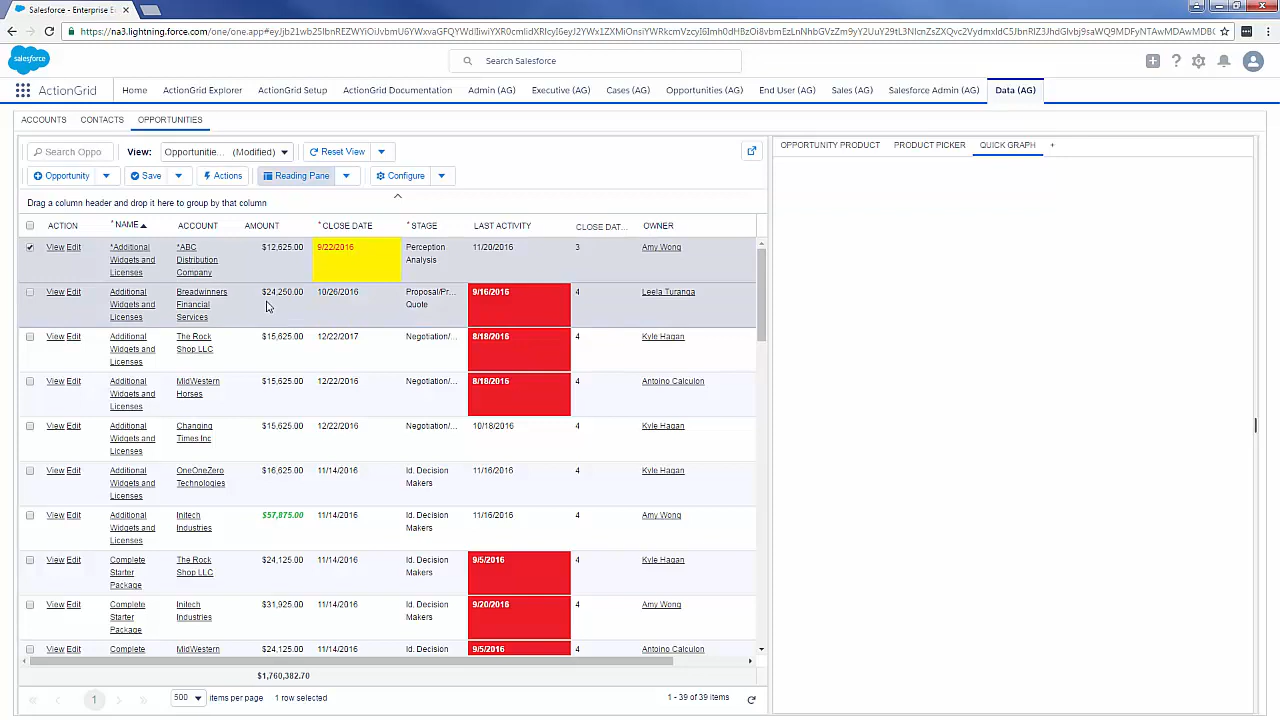 Salesforce - Enterprise E
salesforce
Search Salesforce
ActionGrid
Home
ActionGrid Explorer
ActionGrid Setup
ActionGrid Documentation
Admin (AG)
Executive (AG)
Cases (AG)
Opportunities (AG)
End User (AG)
Sales (AG)
Salesforce Admin (AG)
Data (AG)
ACCOUNTS
CONTACTS
OPPORTUNITIES
Search Oppo
View:
Opportunitie... (Modified)
Reset View
Opportunity
Save
Actions
Reading Pane
Configure
OPPORTUNITY PRODUCT
PRODUCT PICKER
QUICK GRAPH
+
Drag a column header and drop it here to group by that column
ACTION * NAME ACCOUNT AMOUNT * CLOSE DATE * STAGE LAST ACTIVITY CLOSE DAT... OWNER
View Edit *Additional *ABC $12,625.00 9/22/2016 Perception 11/20/2016 3 Amy Wong
Widgets and Distribution Analysis
Licenses Company
View Edit Additional Breadwinners $24,250.00 10/26/2016 Proposal/Pr... 9/16/2016 4 Leela Turanga
Widgets and Financial Quote
Licenses Services
View Edit Additional The Rock $15,625.00 12/22/2017 Negotiation/... 8/18/2016 4 Kyle Hagan
Widgets and Shop LLC
Licenses
View Edit Additional MidWestern $15,625.00 12/22/2016 Negotiation/... 8/18/2016 4 Antoino Calculon
Widgets and Horses
Licenses
View Edit Additional Changing $15,625.00 12/22/2016 Negotiation/... 10/18/2016 4 Kyle Hagan
Widgets and Times Inc
Licenses
View Edit Additional OneOneZero $16,625.00 11/14/2016 Id. Decision 11/16/2016 4 Kyle Hagan
Widgets and Technologies Makers
Licenses
View Edit Additional Initech $57,875.00 11/14/2016 Id. Decision 11/16/2016 4 Amy Wong
Widgets and Industries Makers
Licenses
View Edit Complete The Rock $24,125.00 11/14/2016 Id. Decision 9/5/2016 4 Kyle Hagan
Starter Shop LLC Makers
Package
View Edit Complete Initech $31,925.00 11/14/2016 Id. Decision 9/20/2016 4 Amy Wong
Starter Industries Makers
Package
View Edit Complete MidWestern $24,125.00 11/14/2016 Id. Decision 9/5/2016 4 Antoino Calculon
$1,760,382.70
1
500
items per page
1 row selected
1 - 39 of 39 items